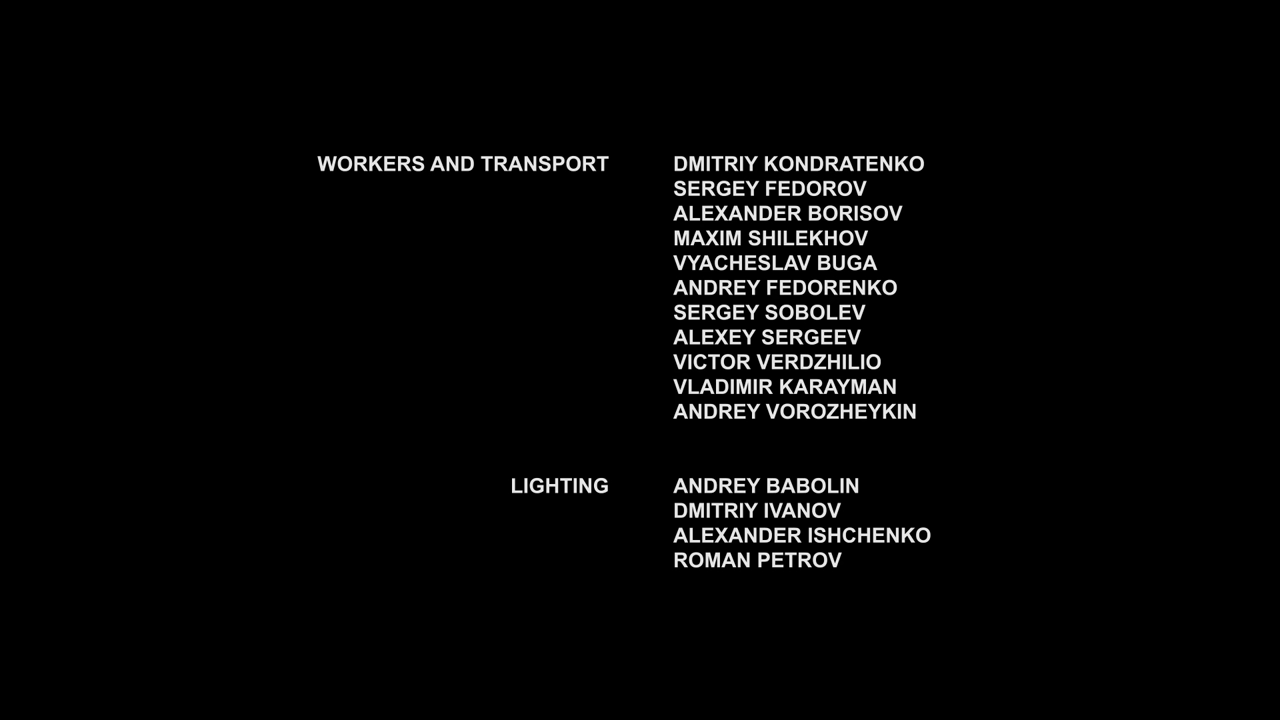 WORKERS AND TRANSPORT DMITRIY KONDRATENKO
SERGEY FEDOROV
ALEXANDER BORISOV
MAXIM SHILEKHOV
VYACHESLAV BUGA
ANDREY FEDORENKO
SERGEY SOBOLEV
ALEXEY SERGEEV
VICTOR VERDZHILIO
VLADIMIR KARAYMAN
ANDREY VOROZHEYKIN
LIGHTING ANDREY BABOLIN
DMITRIY IVANOV
ALEXANDER ISHCHENKO
ROMAN PETROV